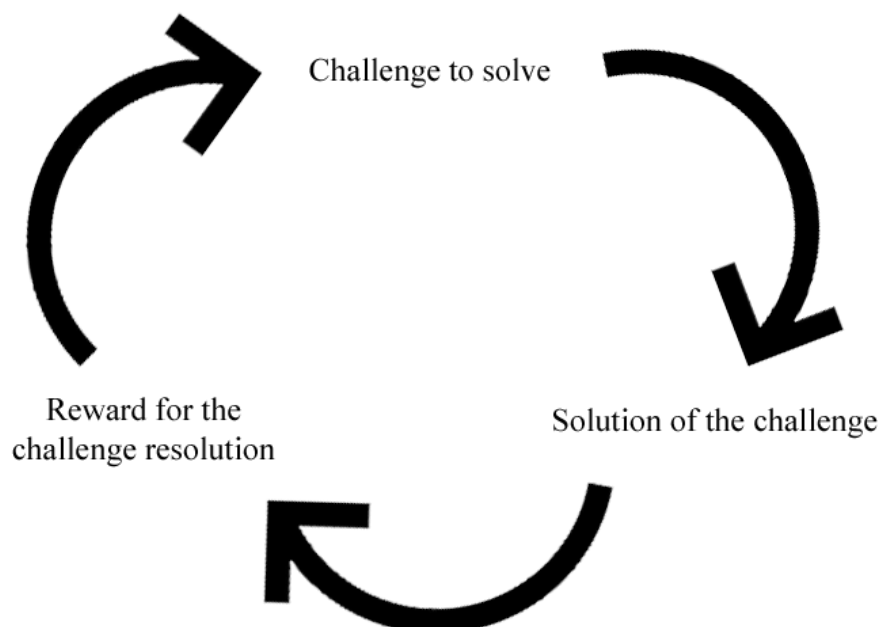 Challenge to solve
Solution of the challenge
Reward for the
challenge resolution